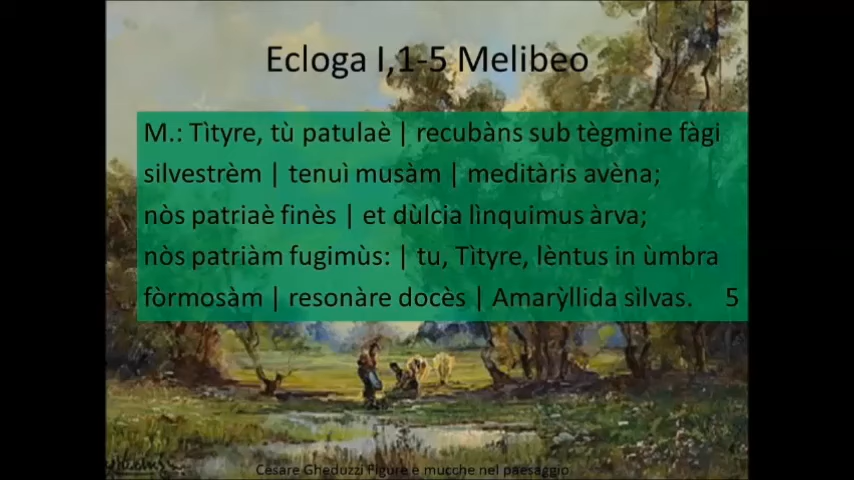 Ecloga I,1-5 Melibeo
M.: Tìtyre, tù patulaè | recubàns sub tègmine fàgi
silvestrèm | tenuì musàm | meditàris avèna;
nòs patriaè finès | et dùlcia lìnquimus àrva;
nòs patriàm fugimùs: | tu, Tìtyre, lèntus in ùmbra
fòrmosàm | resonàre docès | Amarỳllida sìlvas. 5
Cesare Gheduzzi Figure e mucche nel paesaggio